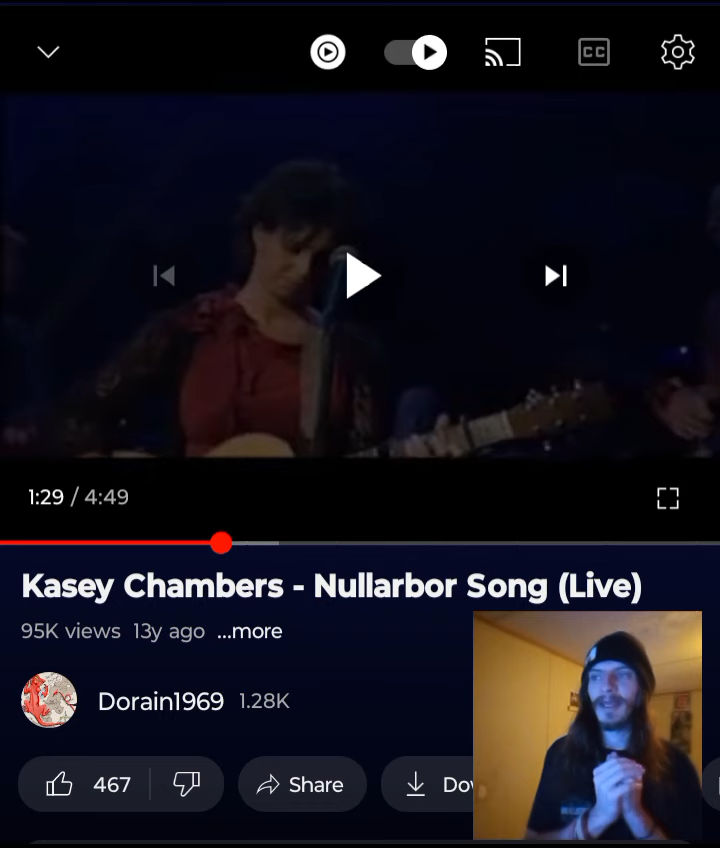 CC
1:29 / 4:49
Kasey Chambers - Nullarbor Song (Live)
95K views 13y ago ...more
Dorain1969 1.28K
467 Share Dow